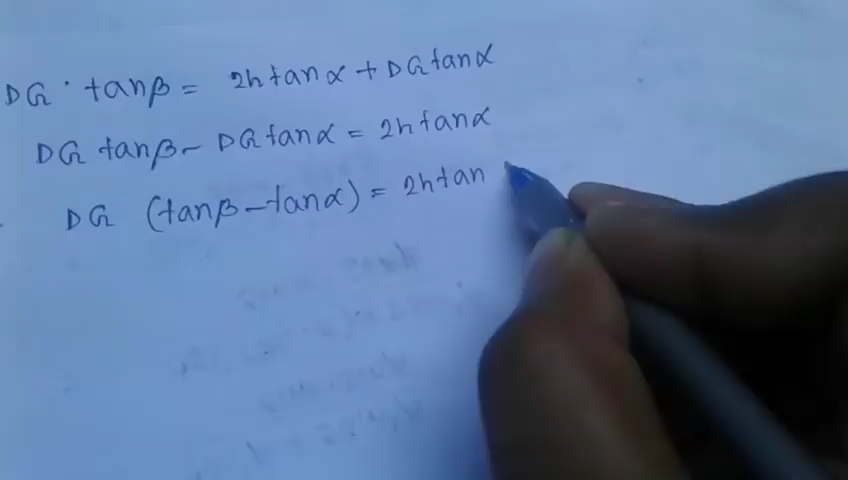 DG · tanβ = 2h tanα + DG tanα
DG tanβ - DG tanα = 2h tanα
DG (tanβ - tanα) = 2h tan